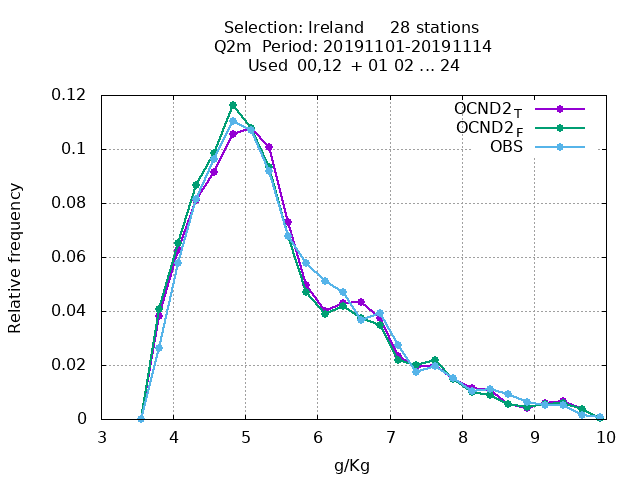 Selection: Ireland 28 stations
Q2m Period: 20191101-20191114
Used 00,12 + 01 02 ... 24
0.12
0.1
0.08
0.06
0.04
0.02
0
Relative frequency
OCND2T
OCND2F
OBS
3 4 5 6 7 8 9 10
g/Kg